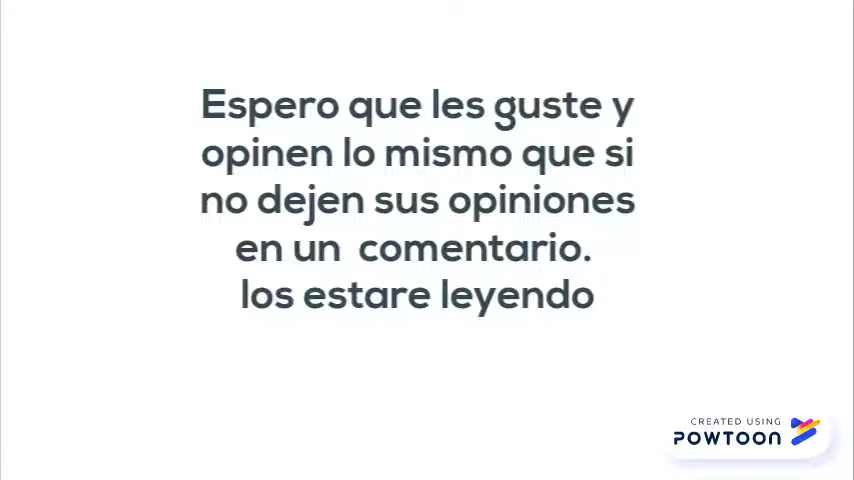 Espero que les guste y
opinen lo mismo que si
no dejen sus opiniones
en un  comentario.
los estare leyendo
CREATED USING
POWTOON